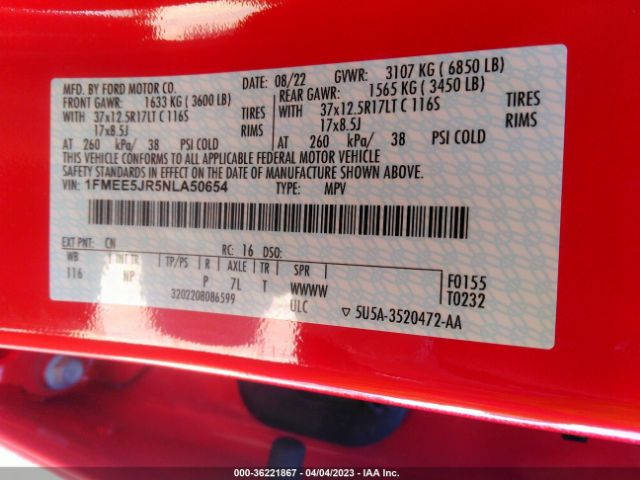 MFD. BY FORD MOTOR CO. DATE: 08/22 GVWR: 3107 KG ( 6850 LB)
FRONT GAWR: 1633 KG ( 3600 LB) REAR GAWR: 1565 KG ( 3450 LB)
WITH 37x12.5R17LT C 116S TIRES WITH 37x12.5R17LT C 116S TIRES
17x8.5J RIMS 17x8.5J RIMS
AT 260 kPa/ 38 PSI COLD AT 260 kPa/ 38 PSI COLD
THIS VEHICLE CONFORMS TO ALL APPLICABLE FEDERAL MOTOR VEHICLE
SAFETY STANDARDS IN EFFECT ON THE DATE OF MANUFACTURE SHOWN ABOVE.
VIN: 1FMEE5JR5NLA50654 TYPE: MPV
EXT PNT: CN RC: 16 DSO:
WB INT TR TP/PS R AXLE TR SPR
116 NP P 7L T WWWW
3202208086599 ULC
F0155
T0232
▽ 5U5A-3520472-AA
000-36221867 - 04/04/2023 - IAA Inc.